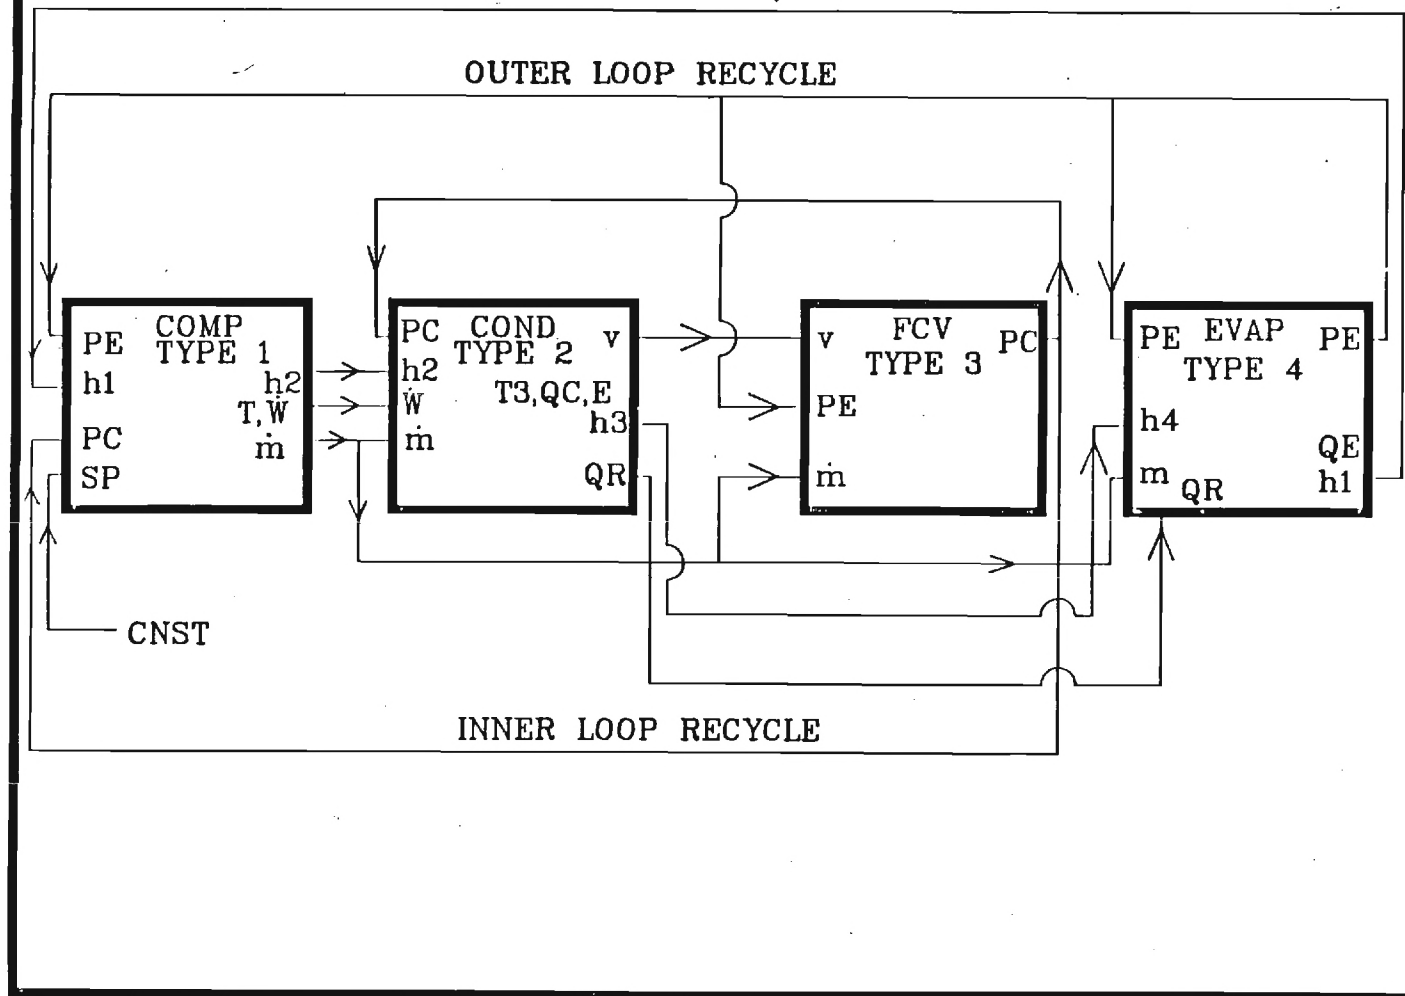 OUTER LOOP RECYCLE
COMP
TYPE 1
PE
h1
PC
SP
h2
T,Ẇ
ṁ
COND
TYPE 2
PC
h2
Ẇ
ṁ
v
T3,QC,E
h3
QR
FCV
TYPE 3
v
PE
ṁ
PC
EVAP
TYPE 4
PE
h4
m
QR
PE
QE
h1
CNST
INNER LOOP RECYCLE